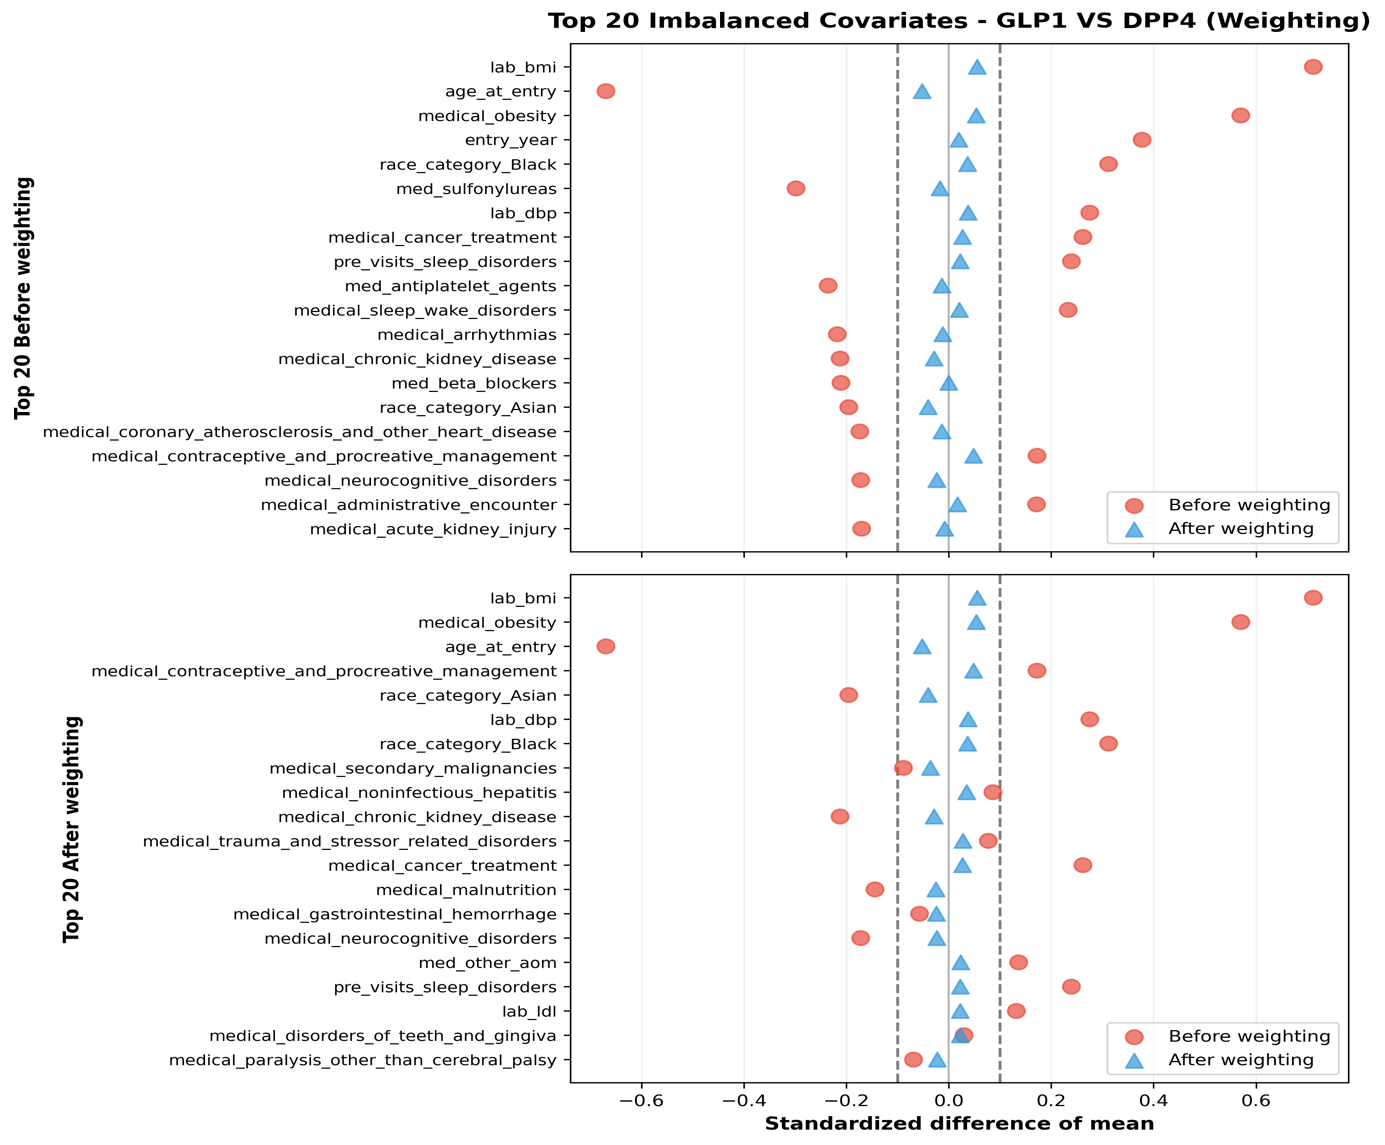 Top 20 Imbalanced Covariates - GLP1 VS DPP4 (Weighting)
Top 20 Before weighting
lab_bmi
age_at_entry
medical_obesity
entry_year
race_category_Black
med_sulfonylureas
lab_dbp
medical_cancer_treatment
pre_visits_sleep_disorders
med_antiplatelet_agents
medical_sleep_wake_disorders
medical_arrhythmias
medical_chronic_kidney_disease
med_beta_blockers
race_category_Asian
medical_coronary_atherosclerosis_and_other_heart_disease
medical_contraceptive_and_procreative_management
medical_neurocognitive_disorders
medical_administrative_encounter
medical_acute_kidney_injury
Before weighting
After weighting
Top 20 After weighting
lab_bmi
medical_obesity
age_at_entry
medical_contraceptive_and_procreative_management
race_category_Asian
lab_dbp
race_category_Black
medical_secondary_malignancies
medical_noninfectious_hepatitis
medical_chronic_kidney_disease
medical_trauma_and_stressor_related_disorders
medical_cancer_treatment
medical_malnutrition
medical_gastrointestinal_hemorrhage
medical_neurocognitive_disorders
med_other_aom
pre_visits_sleep_disorders
lab_ldl
medical_disorders_of_teeth_and_gingiva
medical_paralysis_other_than_cerebral_palsy
Before weighting
After weighting
−0.6 −0.4 −0.2 0.0 0.2 0.4 0.6
Standardized difference of mean